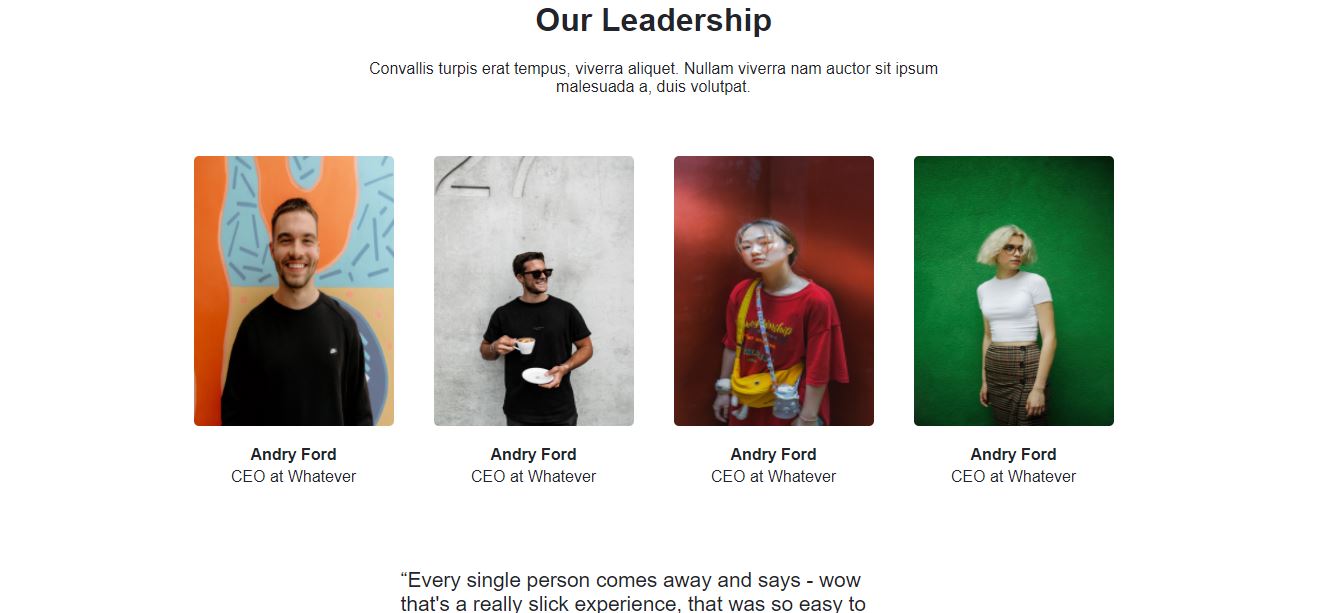 Our Leadership
Convallis turpis erat tempus, viverra aliquet. Nullam viverra nam auctor sit ipsum
malesuada a, duis volutpat.
27
Andry Ford
CEO at Whatever
Andry Ford
CEO at Whatever
Andry Ford
CEO at Whatever
Andry Ford
CEO at Whatever
“Every single person comes away and says - wow
that's a really slick experience, that was so easy to